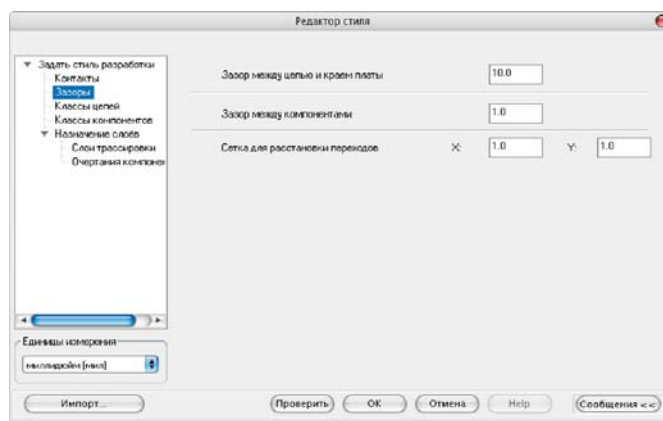 Редактор стиля
Задать стиль разработки
Контакты
Зазоры
Классы цепей
Классы компонентов
Назначение слоёв
Слои трассировки
Очертания компонен
Зазор между цепью и краем платы 10.0
Зазор между компонентами 1.0
Сетка для расстановки переходов X: 1.0 Y: 1.0
Единицы измерения
миллидюйм [мил]
Импорт... Проверить OK Отмена Help Сообщения <<